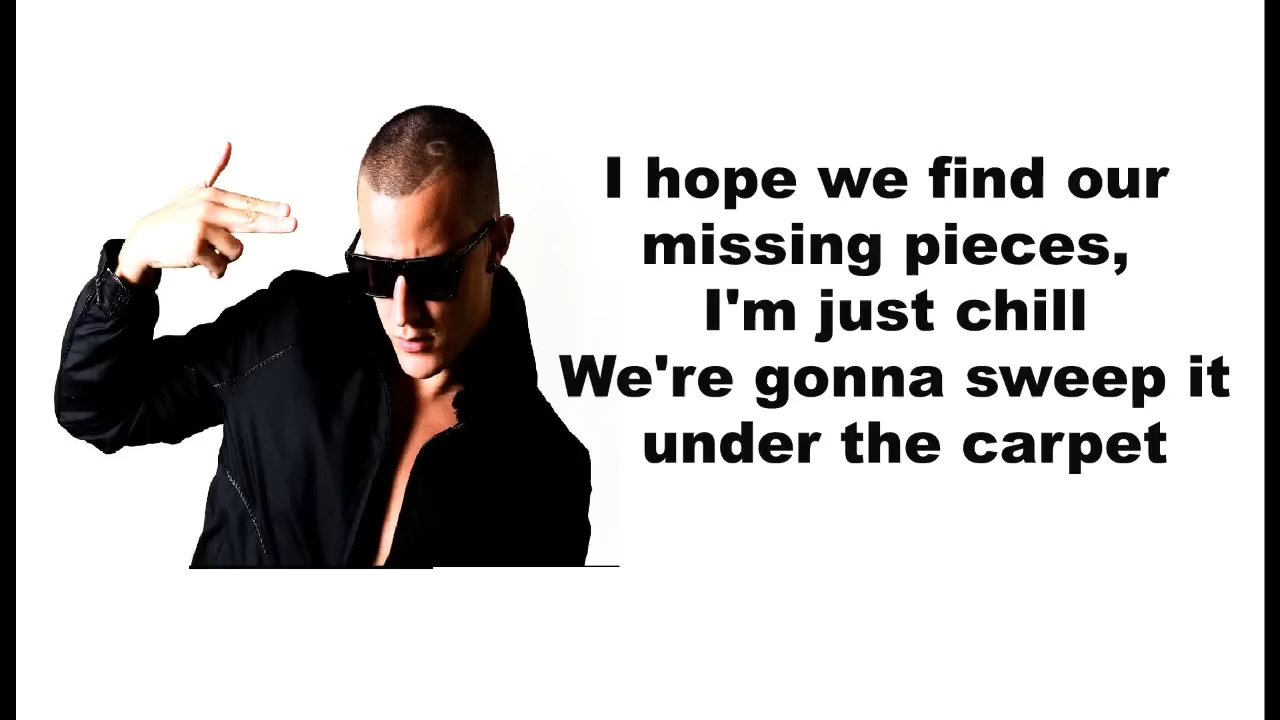 I hope we find our
missing pieces,
I'm just chill
We're gonna sweep it
under the carpet